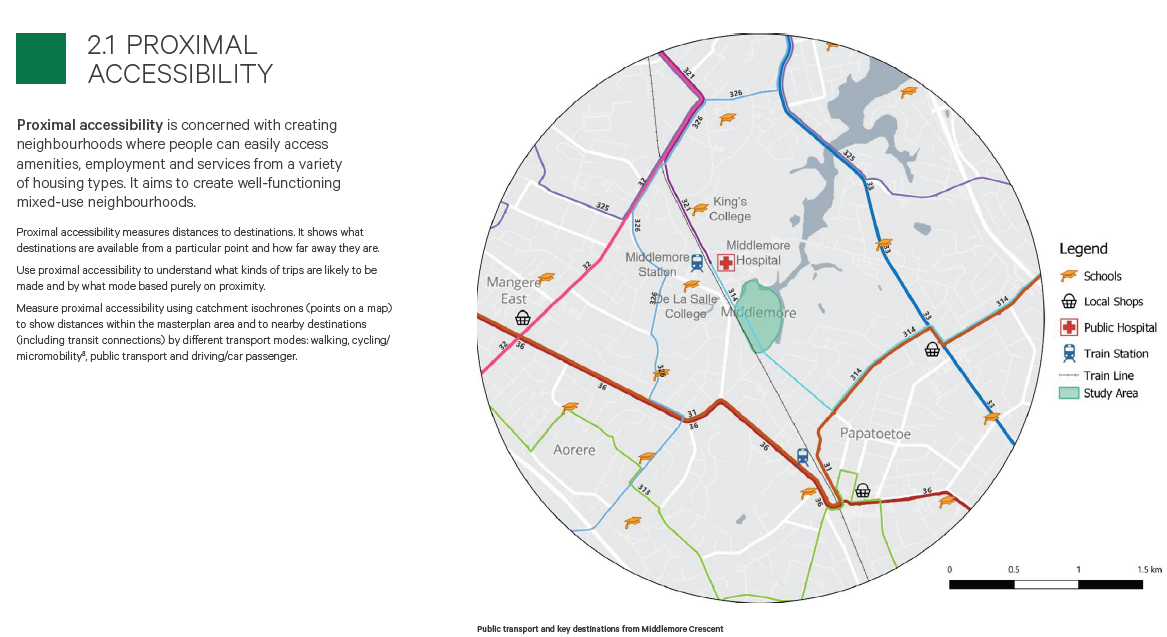 2.1 PROXIMAL
ACCESSIBILITY
Proximal accessibility is concerned with creating
neighbourhoods where people can easily access
amenities, employment and services from a variety
of housing types. It aims to create well-functioning
mixed-use neighbourhoods.
Proximal accessibility measures distances to destinations. It shows what
destinations are available from a particular point and how far away they are.
Use proximal accessibility to understand what kinds of trips are likely to be
made and by what mode based purely on proximity.
Measure proximal accessibility using catchment isochrones (points on a map)
to show distances within the masterplan area and to nearby destinations
(including transit connections) by different transport modes: walking, cycling/
micromobility⁸, public transport and driving/car passenger.
321
326
326
325
32
33
325
321
King's
College
326
33
32
Middlemore
Station
Middlemore
Hospital
Mangere
East
326
De La Salle
College
314
Middlemore
33
314
314
32
36
36
326
314
31
36
33
36
Papatoetoe
Aorere
31
313
36
36
Legend
Schools
Local Shops
Public Hospital
Train Station
Train Line
Study Area
0 0.5 1 1.5 km
Public transport and key destinations from Middlemore Crescent